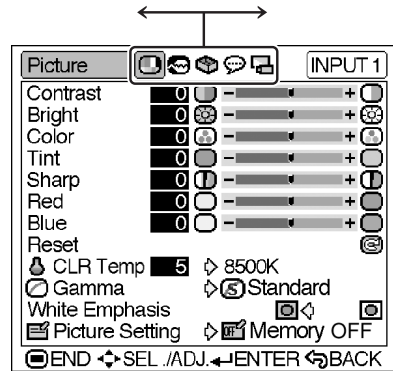 Picture INPUT 1
Contrast 0 - +
Bright 0 - +
Color 0 - +
Tint 0 - +
Sharp 0 - +
Red 0 - +
Blue 0 - +
Reset
CLR Temp 5 8500K
Gamma S Standard
White Emphasis
Picture Setting Memory OFF
END SEL ./ADJ. ENTER BACK